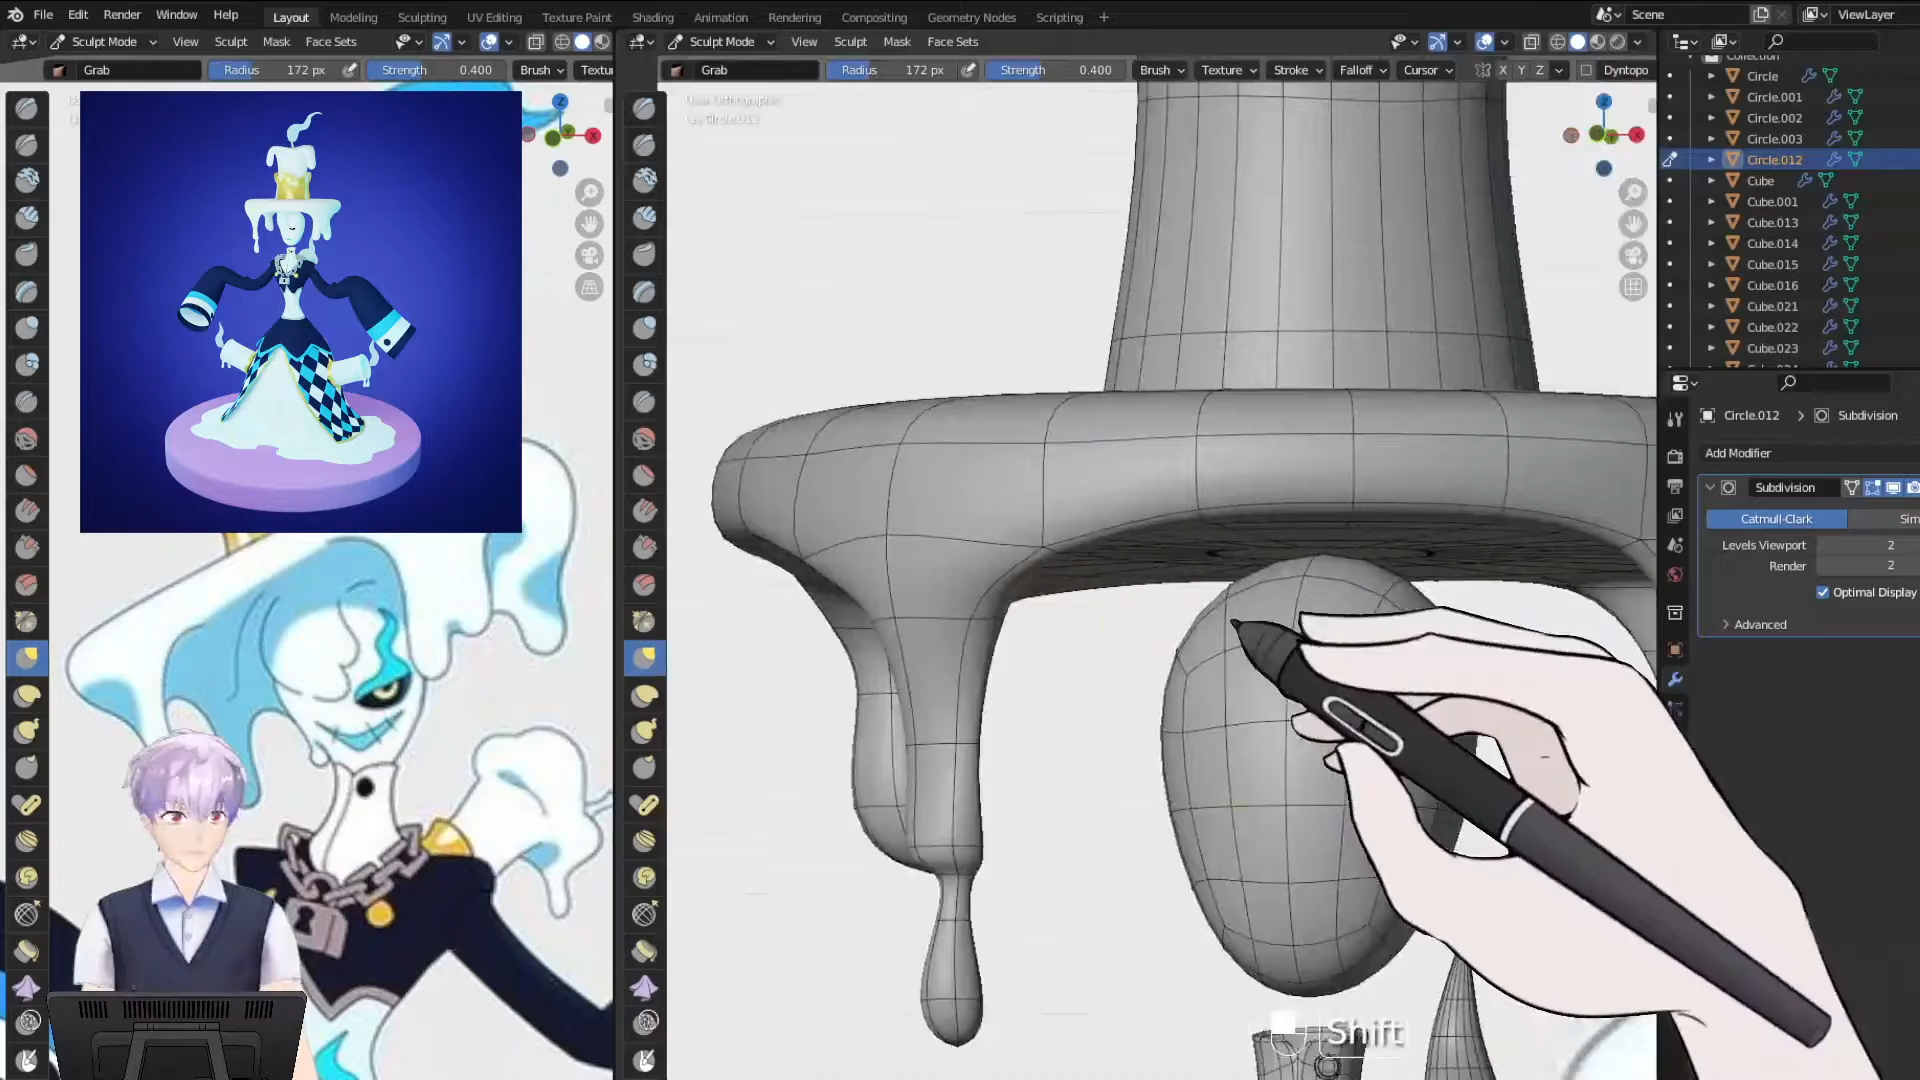 File Edit Render Window Help Layout Modeling Sculpting UV Editing Texture Paint Shading Animation Rendering Compositing Geometry Nodes Scripting + Scene ViewLayer
Sculpt Mode View Sculpt Mask Face Sets
Grab Radius 172 px Strength 0.400 Brush Textu
Sculpt Mode View Sculpt Mask Face Sets
Grab Radius 172 px Strength 0.400 Brush Texture Stroke Falloff Cursor X Y Z Dyntopo
Z
X
Z
X
Collection
Circle
Circle.001
Circle.002
Circle.003
Circle.012
Cube
Cube.001
Cube.013
Cube.014
Cube.015
Cube.016
Cube.021
Cube.022
Cube.023
Circle.012 Subdivision
Add Modifier
Subdivision
Catmull-Clark Sim
Levels Viewport 2
Render 2
Optimal Display
Advanced
Shift